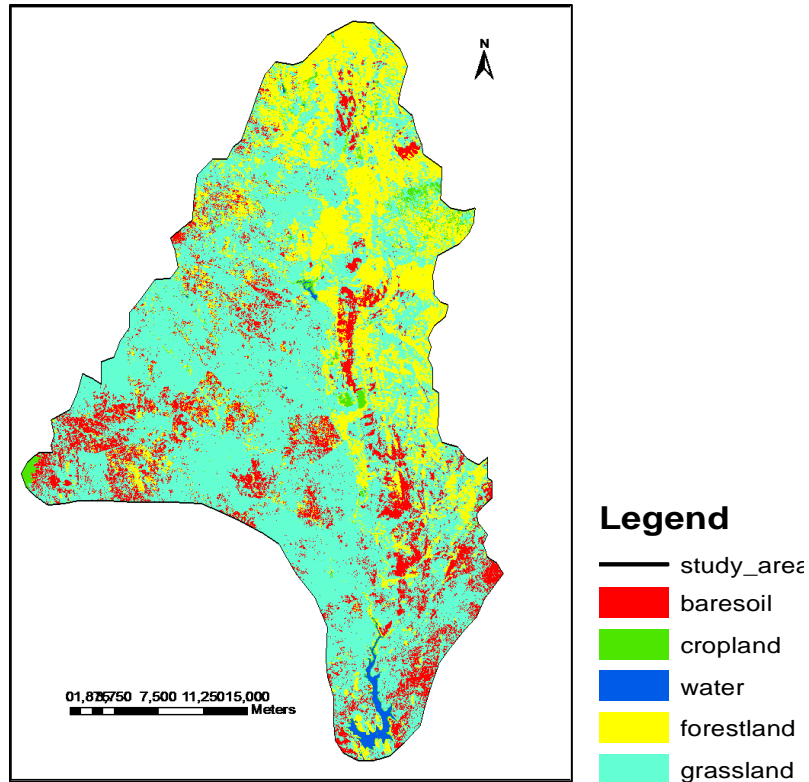 N
0 1,875 3,750 7,500 11,250 15,000
Meters
Legend
study_area
baresoil
cropland
water
forestland
grassland